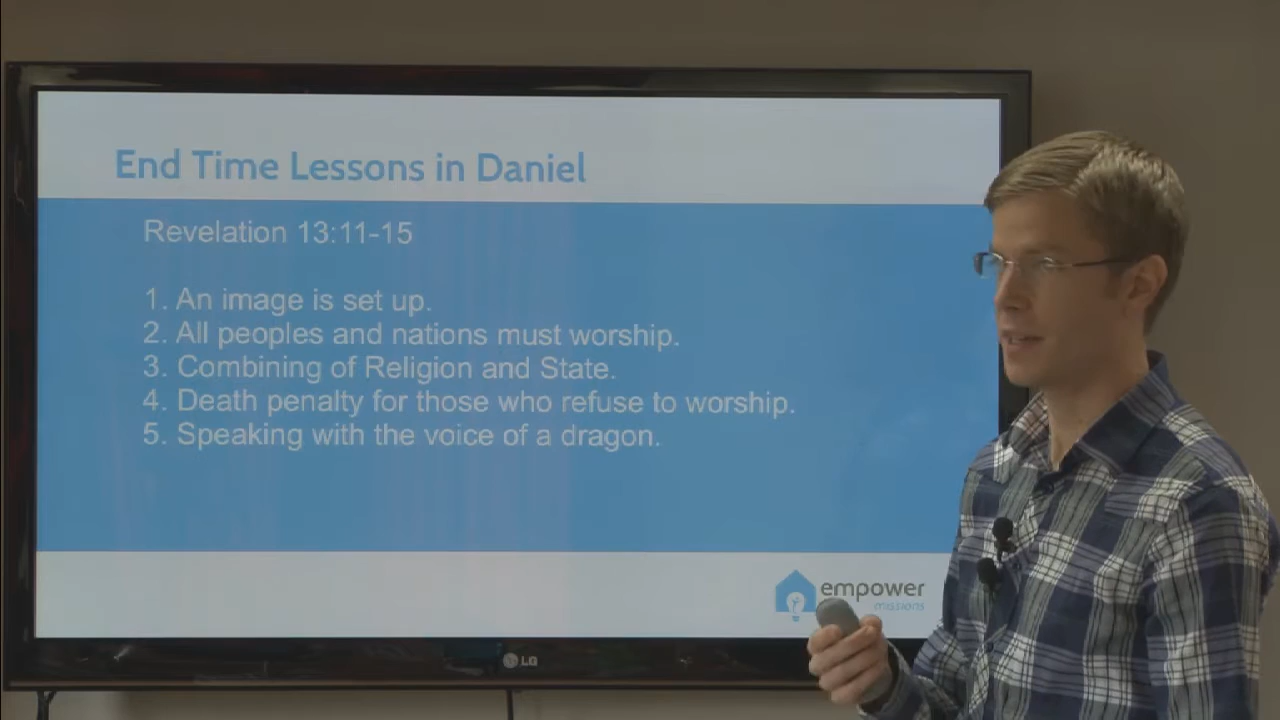 End Time Lessons in Daniel
Revelation 13:11-15
1. An image is set up.
2. All peoples and nations must worship.
3. Combining of Religion and State.
4. Death penalty for those who refuse to worship.
5. Speaking with the voice of a dragon.
empower
missions
LG